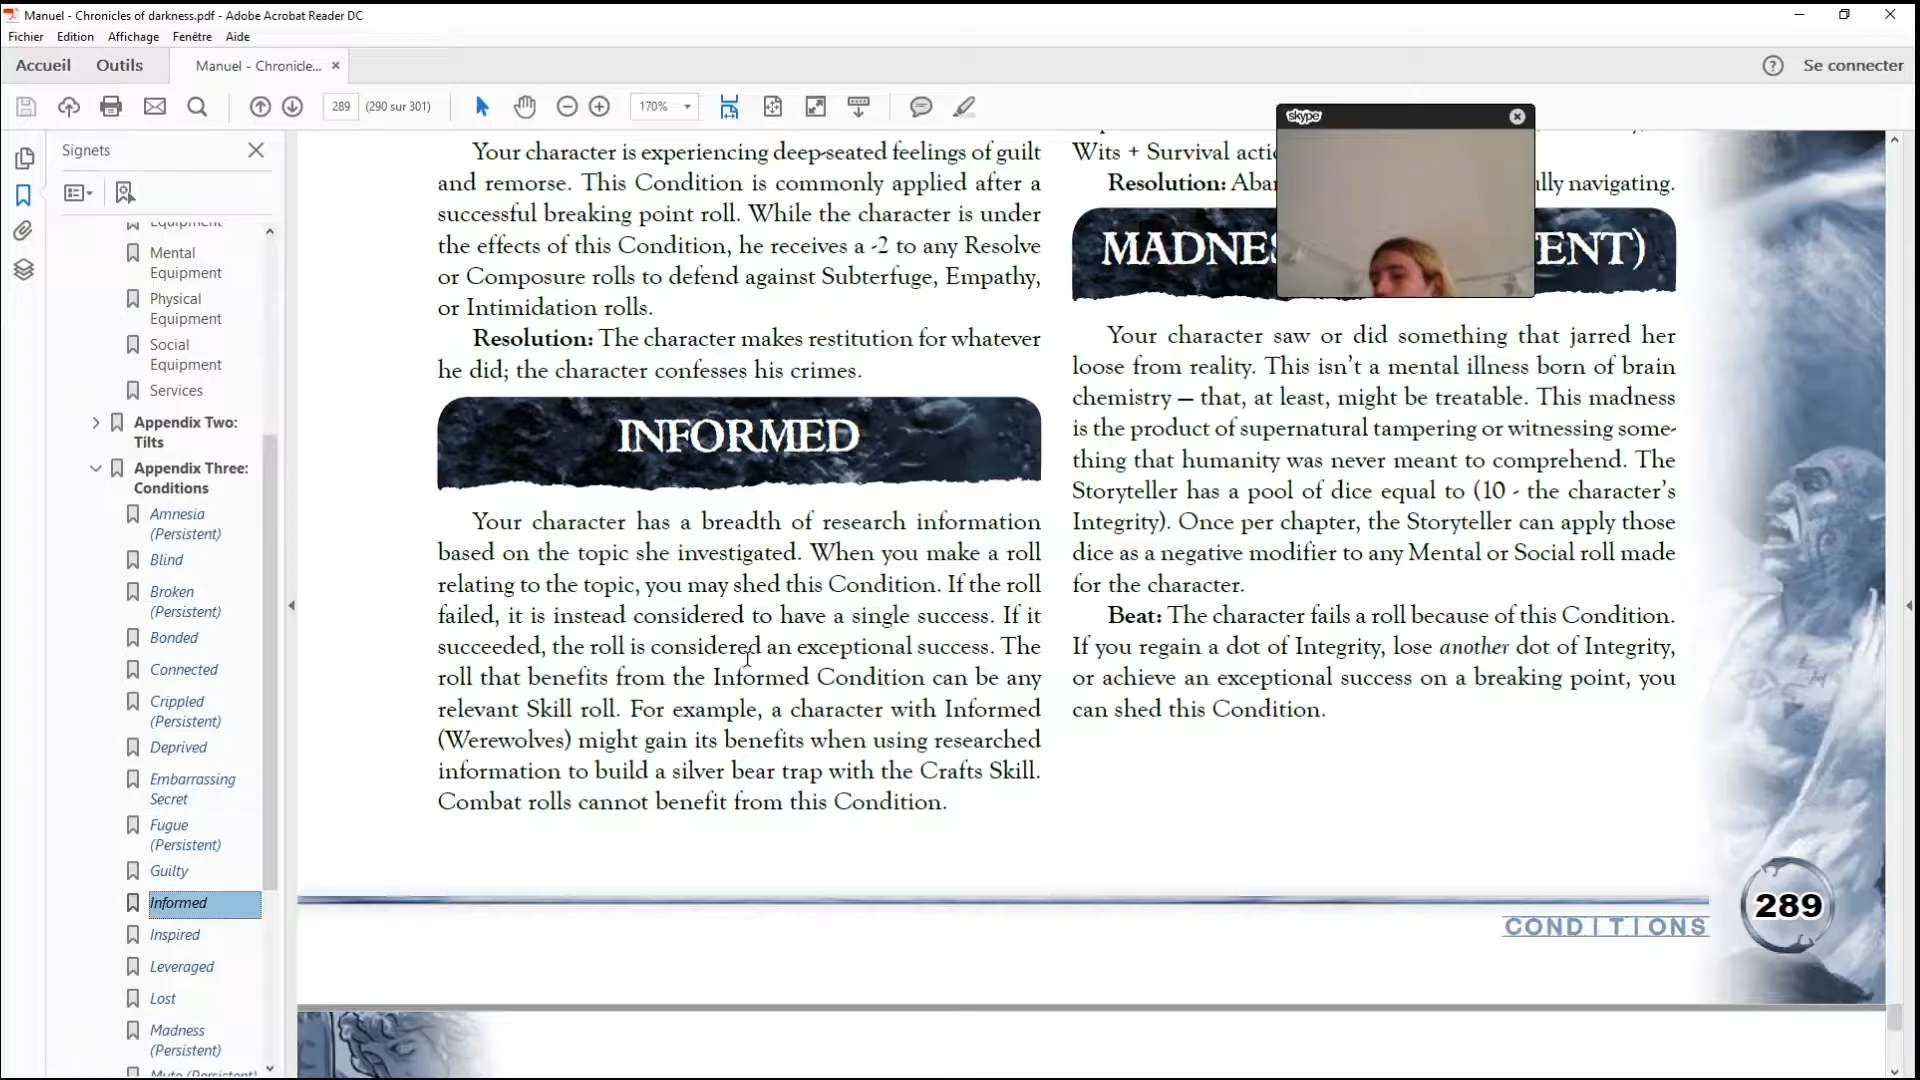 Manuel - Chronicles of darkness.pdf - Adobe Acrobat Reader DC
Fichier Edition Affichage Fenêtre Aide
Accueil Outils Manuel - Chronicle... Se connecter
289 (290 sur 301) 170%
Signets
Equipment
Mental
Equipment
Physical
Equipment
Social
Equipment
Services
Appendix Two:
Tilts
Appendix Three:
Conditions
Amnesia
(Persistent)
Blind
Broken
(Persistent)
Bonded
Connected
Crippled
(Persistent)
Deprived
Embarrassing
Secret
Fugue
(Persistent)
Guilty
Informed
Inspired
Leveraged
Lost
Madness
(Persistent)
Mute (Persistent)
Your character is experiencing deep-seated feelings of guilt
and remorse. This Condition is commonly applied after a
successful breaking point roll. While the character is under
the effects of this Condition, he receives a -2 to any Resolve
or Composure rolls to defend against Subterfuge, Empathy,
or Intimidation rolls.
Resolution: The character makes restitution for whatever
he did; the character confesses his crimes.
INFORMED
Your character has a breadth of research information
based on the topic she investigated. When you make a roll
relating to the topic, you may shed this Condition. If the roll
failed, it is instead considered to have a single success. If it
succeeded, the roll is considered an exceptional success. The
roll that benefits from the Informed Condition can be any
relevant Skill roll. For example, a character with Informed
(Werewolves) might gain its benefits when using researched
information to build a silver bear trap with the Crafts Skill.
Combat rolls cannot benefit from this Condition.
Wits + Survival
Resolution: lly navigating.
skype
MADNES ENT)
Your character saw or did something that jarred her
loose from reality. This isn't a mental illness born of brain
chemistry — that, at least, might be treatable. This madness
is the product of supernatural tampering or witnessing some-
thing that humanity was never meant to comprehend. The
Storyteller has a pool of dice equal to (10 - the character's
Integrity). Once per chapter, the Storyteller can apply those
dice as a negative modifier to any Mental or Social roll made
for the character.
Beat: The character fails a roll because of this Condition.
If you regain a dot of Integrity, lose another dot of Integrity,
or achieve an exceptional success on a breaking point, you
can shed this Condition.
CONDITIONS
289